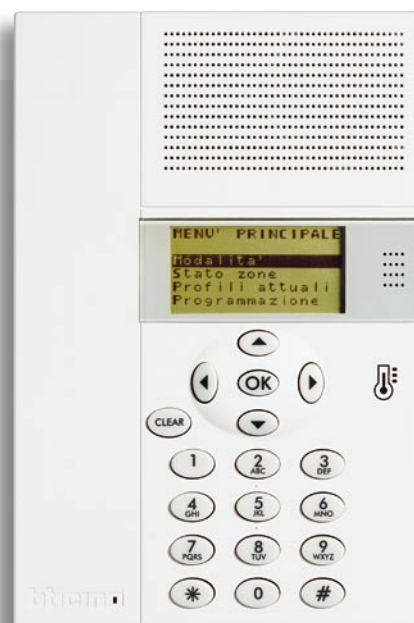 MENU' PRINCIPALE
Modalita'
Stato zone
Profili attuali
Programmazione
OK
CLEAR
1
2
ABC
3
DEF
4
GHI
5
JKL
6
MNO
7
PQRS
8
TUV
9
WXYZ
*
0
#
bticino